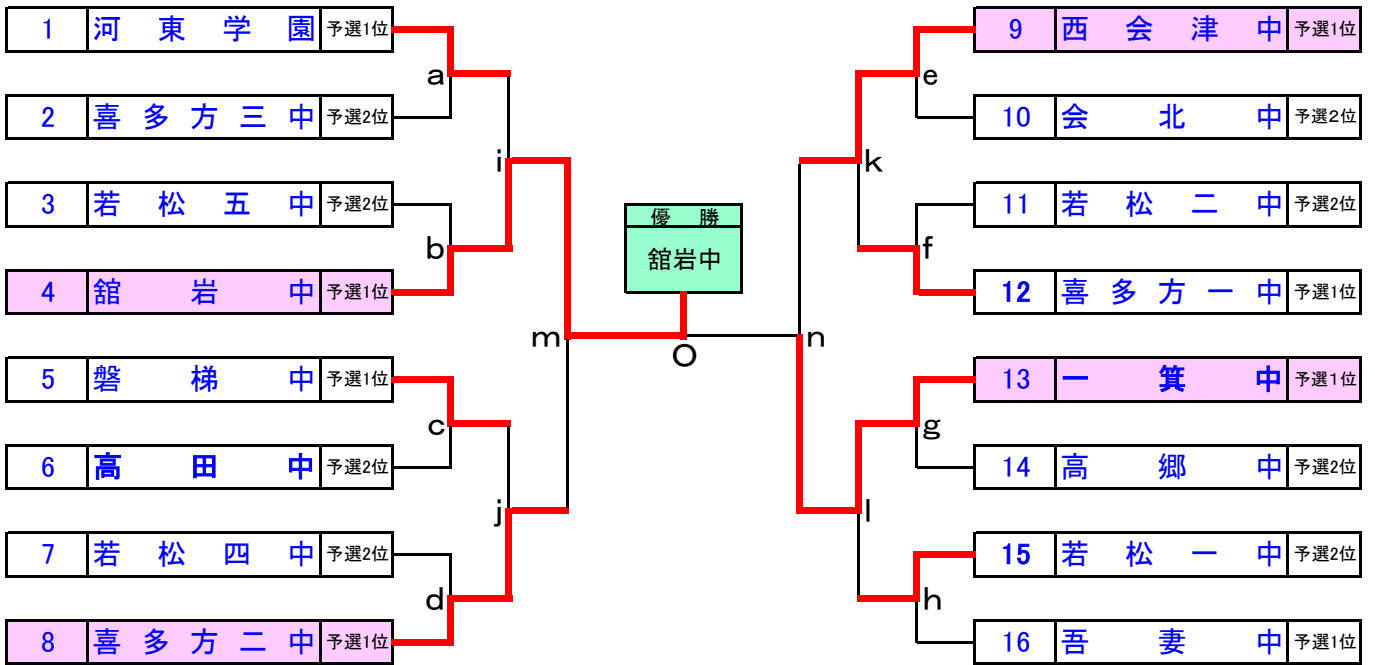 1 河東学園 予選1位
a
2 喜多方三中 予選2位
i
3 若松五中 予選2位
b
4 舘岩中 予選1位
m
5 磐梯中 予選1位
c
6 高田中 予選2位
j
7 若松四中 予選2位
d
8 喜多方二中 予選1位
優勝
舘岩中
O
9 西会津中 予選1位
e
10 会北中 予選2位
k
11 若松二中 予選2位
f
12 喜多方一中 予選1位
n
13 一箕中 予選1位
g
14 高郷中 予選2位
l
15 若松一中 予選2位
h
16 吾妻中 予選1位